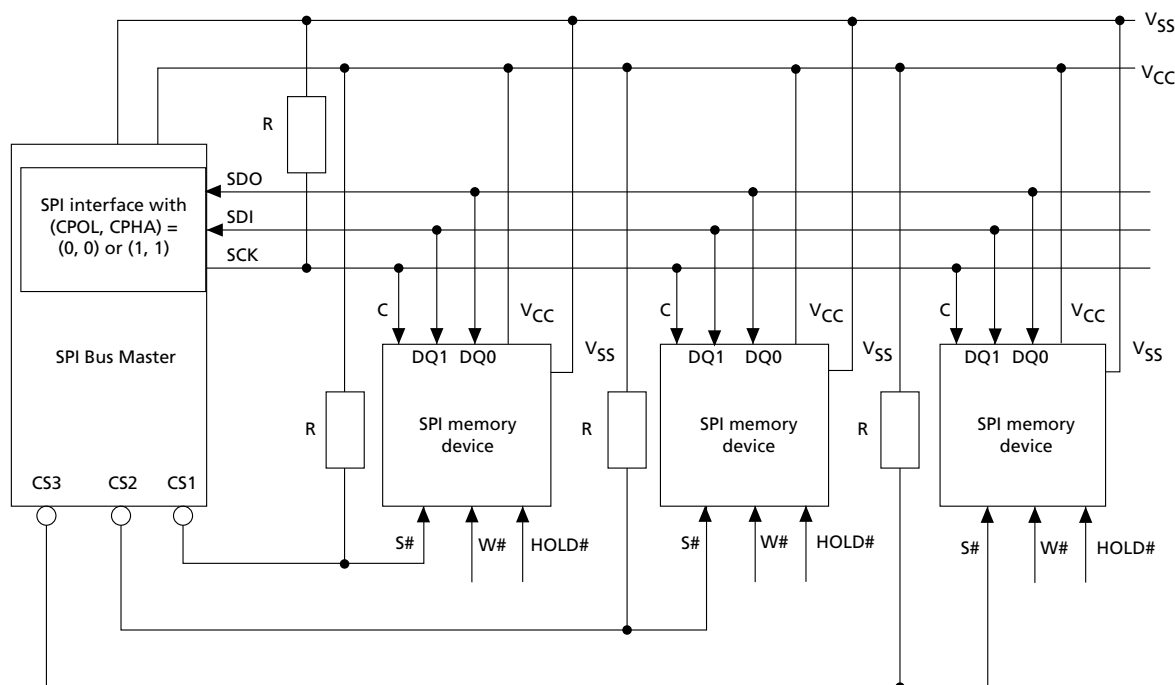 VSS
VCC
R
SDO
SPI interface with
(CPOL, CPHA) =
(0, 0) or (1, 1)
SDI
SCK
SPI Bus Master
C
VCC
VSS
DQ1 DQ0
SPI memory
device
C
VCC
VSS
DQ1 DQ0
SPI memory
device
C
VCC
VSS
DQ1 DQ0
SPI memory
device
R
R
R
CS3 CS2 CS1
S# W# HOLD#
S# W# HOLD#
S# W# HOLD#